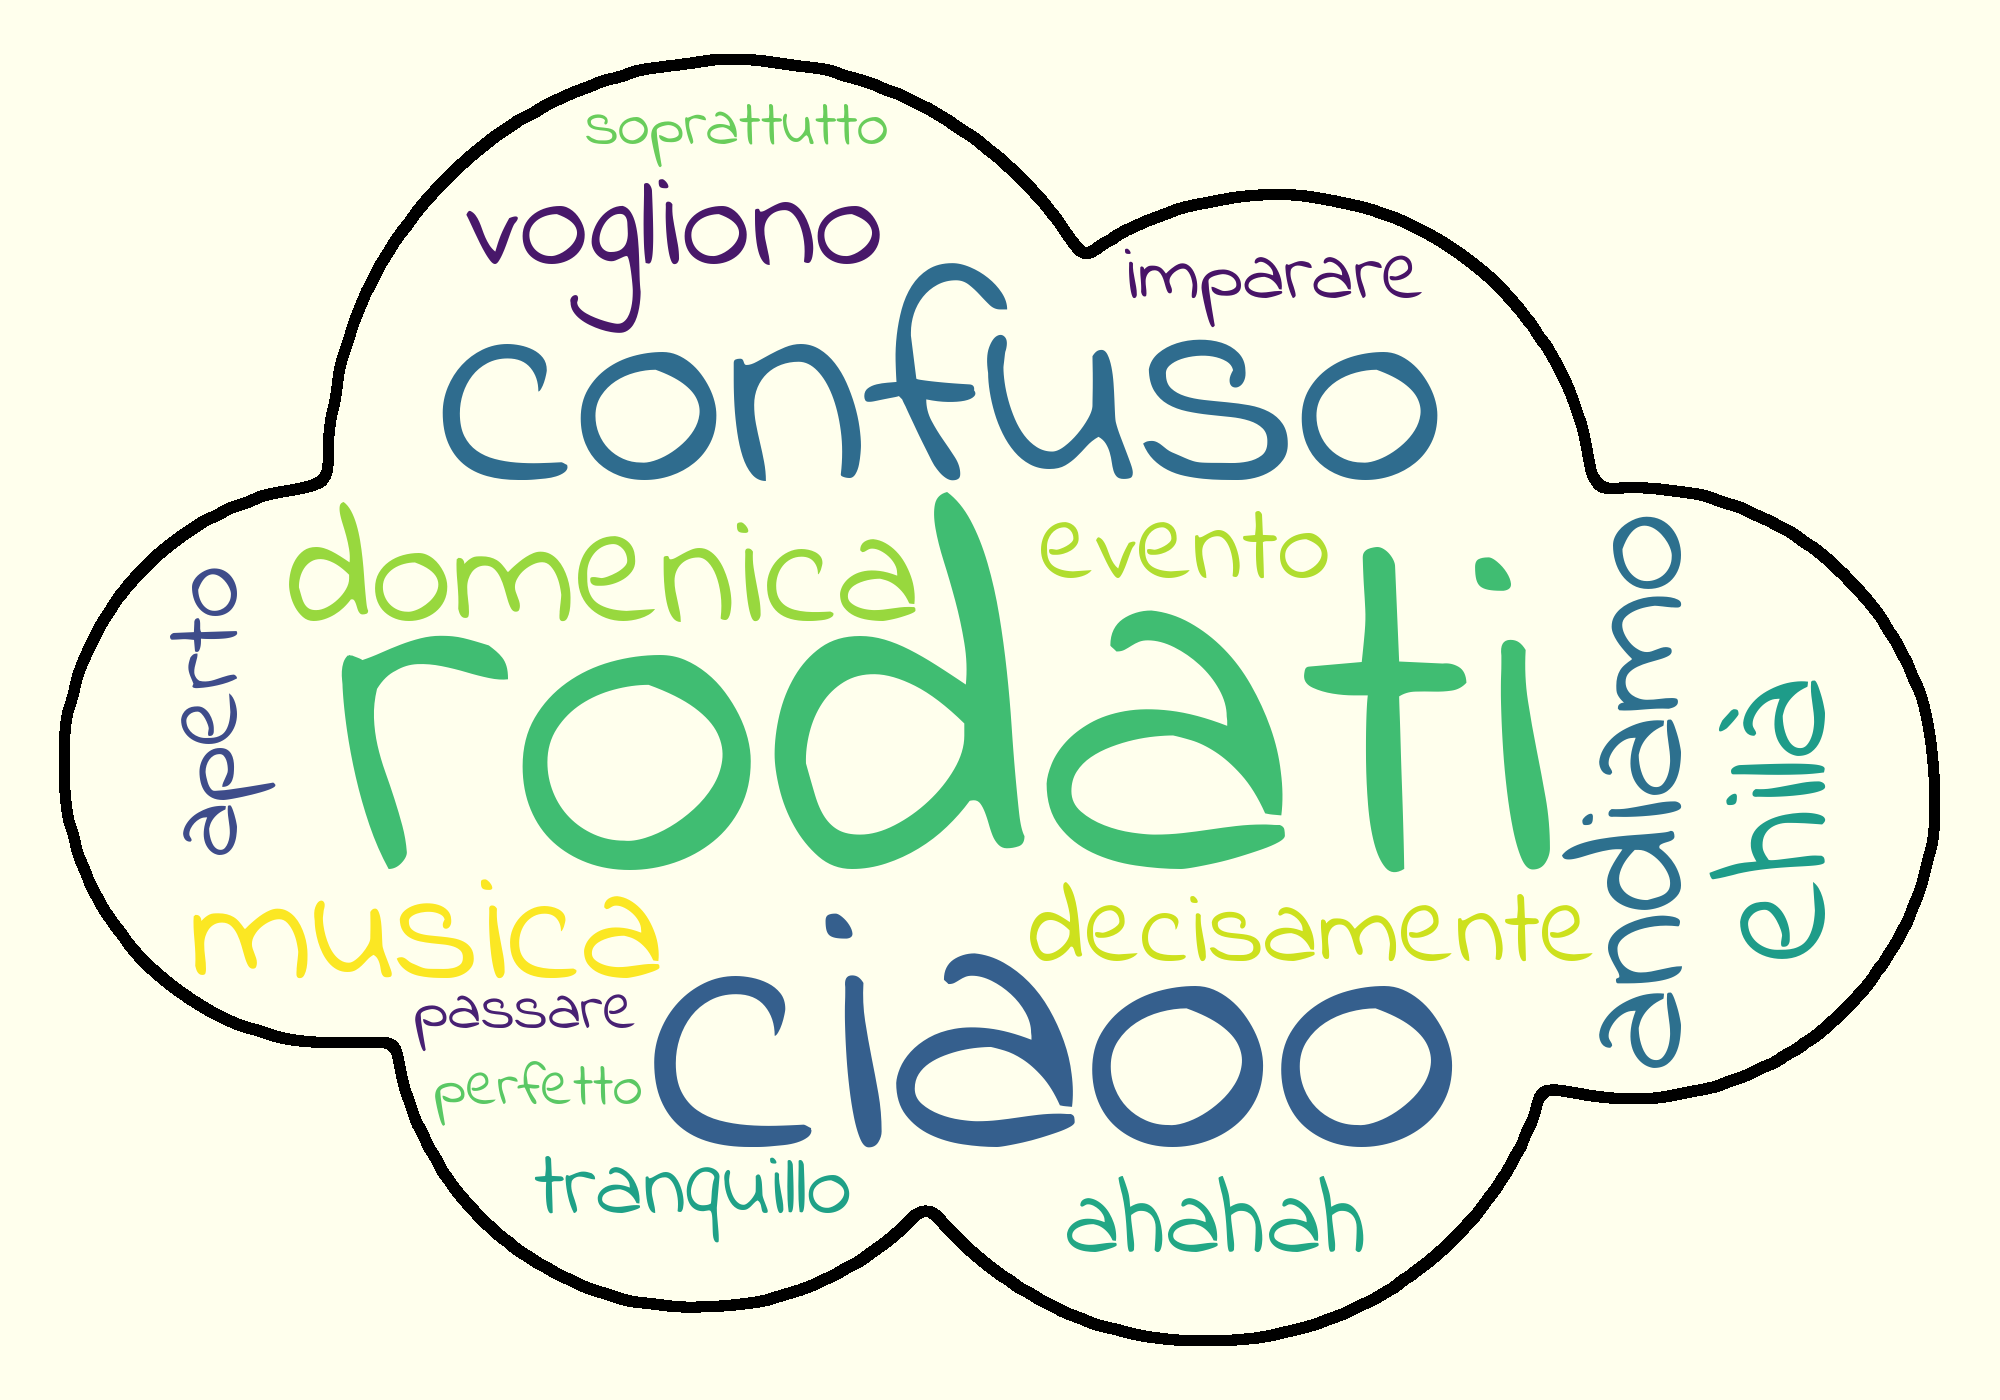 soprattutto
vogliono
imparare
confuso
domenica
evento
rodati
aperto
andiamo
ehilà
musica
decisamente
passare
ciaoo
perfetto
tranquillo
ahahah